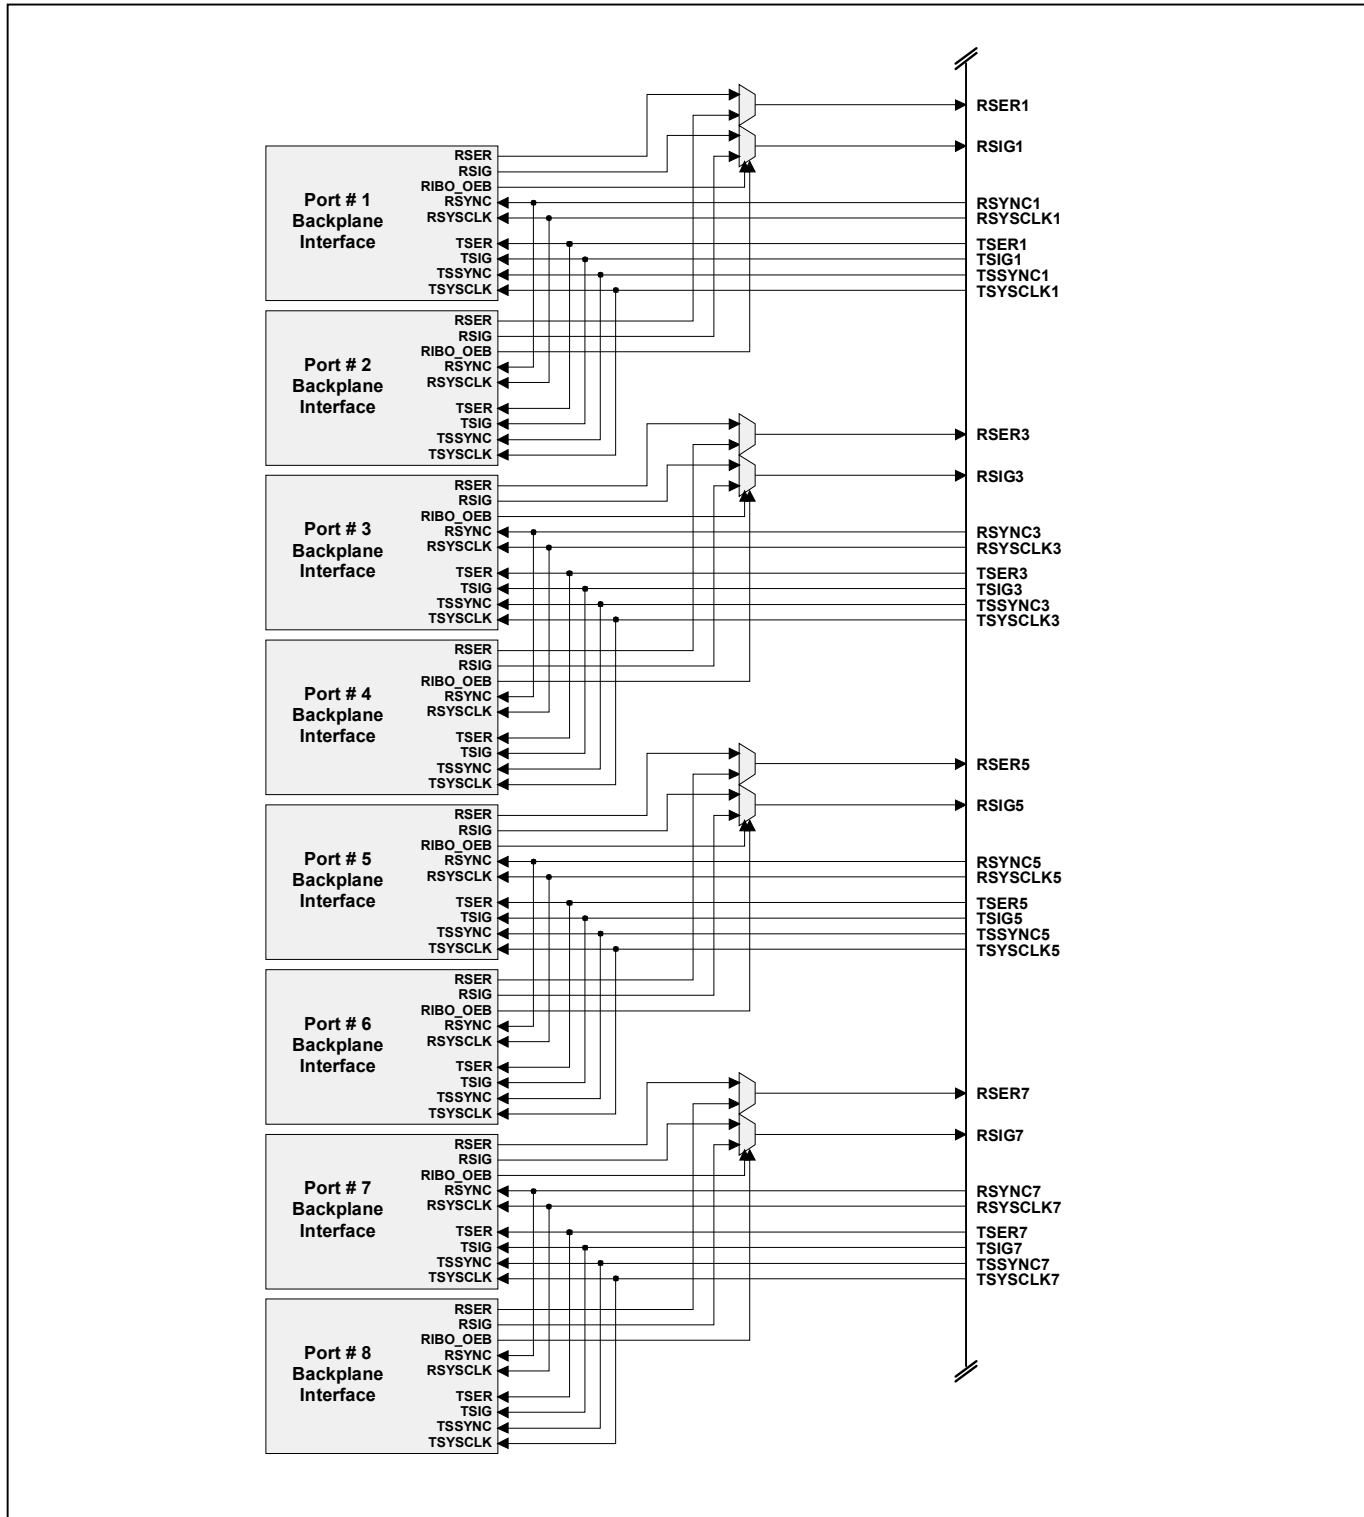 RSER1
RSIG1
RSER
RSIG
RIBO_OEB
Port # 1
Backplane
Interface
RSYNC
RSYNC1
RSYSCLK
RSYSCLK1
TSER
TSER1
TSIG
TSIG1
TSSYNC
TSSYNC1
TSYSCLK
TSYSCLK1
RSER
RSIG
RIBO_OEB
Port # 2
Backplane
Interface
RSYNC
RSYSCLK
TSER
TSIG
TSSYNC
TSYSCLK
RSER3
RSIG3
RSER
RSIG
RIBO_OEB
Port # 3
Backplane
Interface
RSYNC
RSYNC3
RSYSCLK
RSYSCLK3
TSER
TSER3
TSIG
TSIG3
TSSYNC
TSSYNC3
TSYSCLK
TSYSCLK3
RSER
RSIG
RIBO_OEB
Port # 4
Backplane
Interface
RSYNC
RSYSCLK
TSER
TSIG
TSSYNC
TSYSCLK
RSER5
RSIG5
RSER
RSIG
RIBO_OEB
Port # 5
Backplane
Interface
RSYNC
RSYNC5
RSYSCLK
RSYSCLK5
TSER
TSER5
TSIG
TSIG5
TSSYNC
TSSYNC5
TSYSCLK
TSYSCLK5
RSER
RSIG
RIBO_OEB
Port # 6
Backplane
Interface
RSYNC
RSYSCLK
TSER
TSIG
TSSYNC
TSYSCLK
RSER7
RSIG7
RSER
RSIG
RIBO_OEB
Port # 7
Backplane
Interface
RSYNC
RSYNC7
RSYSCLK
RSYSCLK7
TSER
TSER7
TSIG
TSIG7
TSSYNC
TSSYNC7
TSYSCLK
TSYSCLK7
RSER
RSIG
RIBO_OEB
Port # 8
Backplane
Interface
RSYNC
RSYSCLK
TSER
TSIG
TSSYNC
TSYSCLK